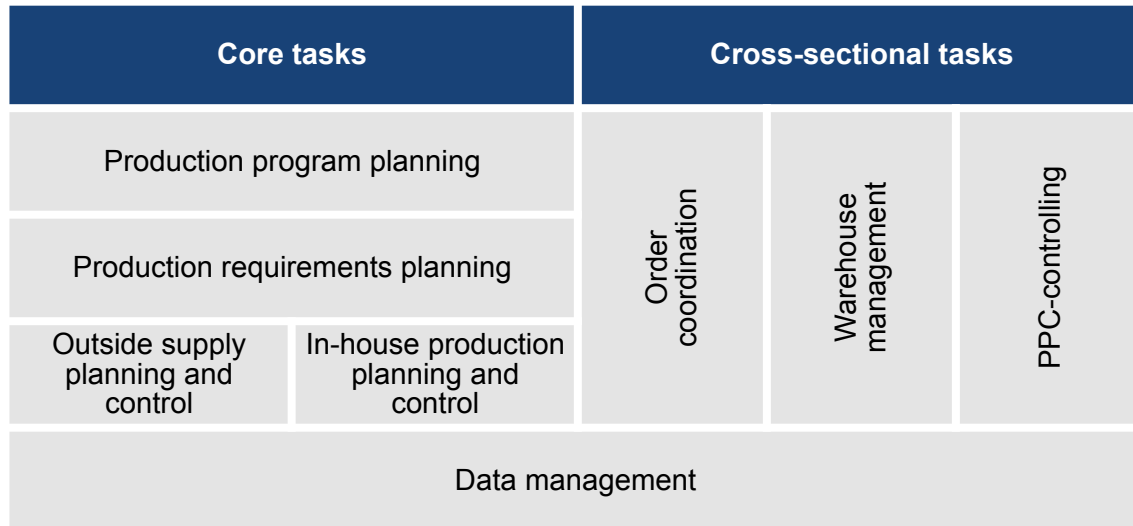 Core tasks
Cross-sectional tasks
Production program planning
Production requirements planning
Outside supply
planning and
control
In-house production
planning and
control
Order
coordination
Warehouse
management
PPC-controlling
Data management